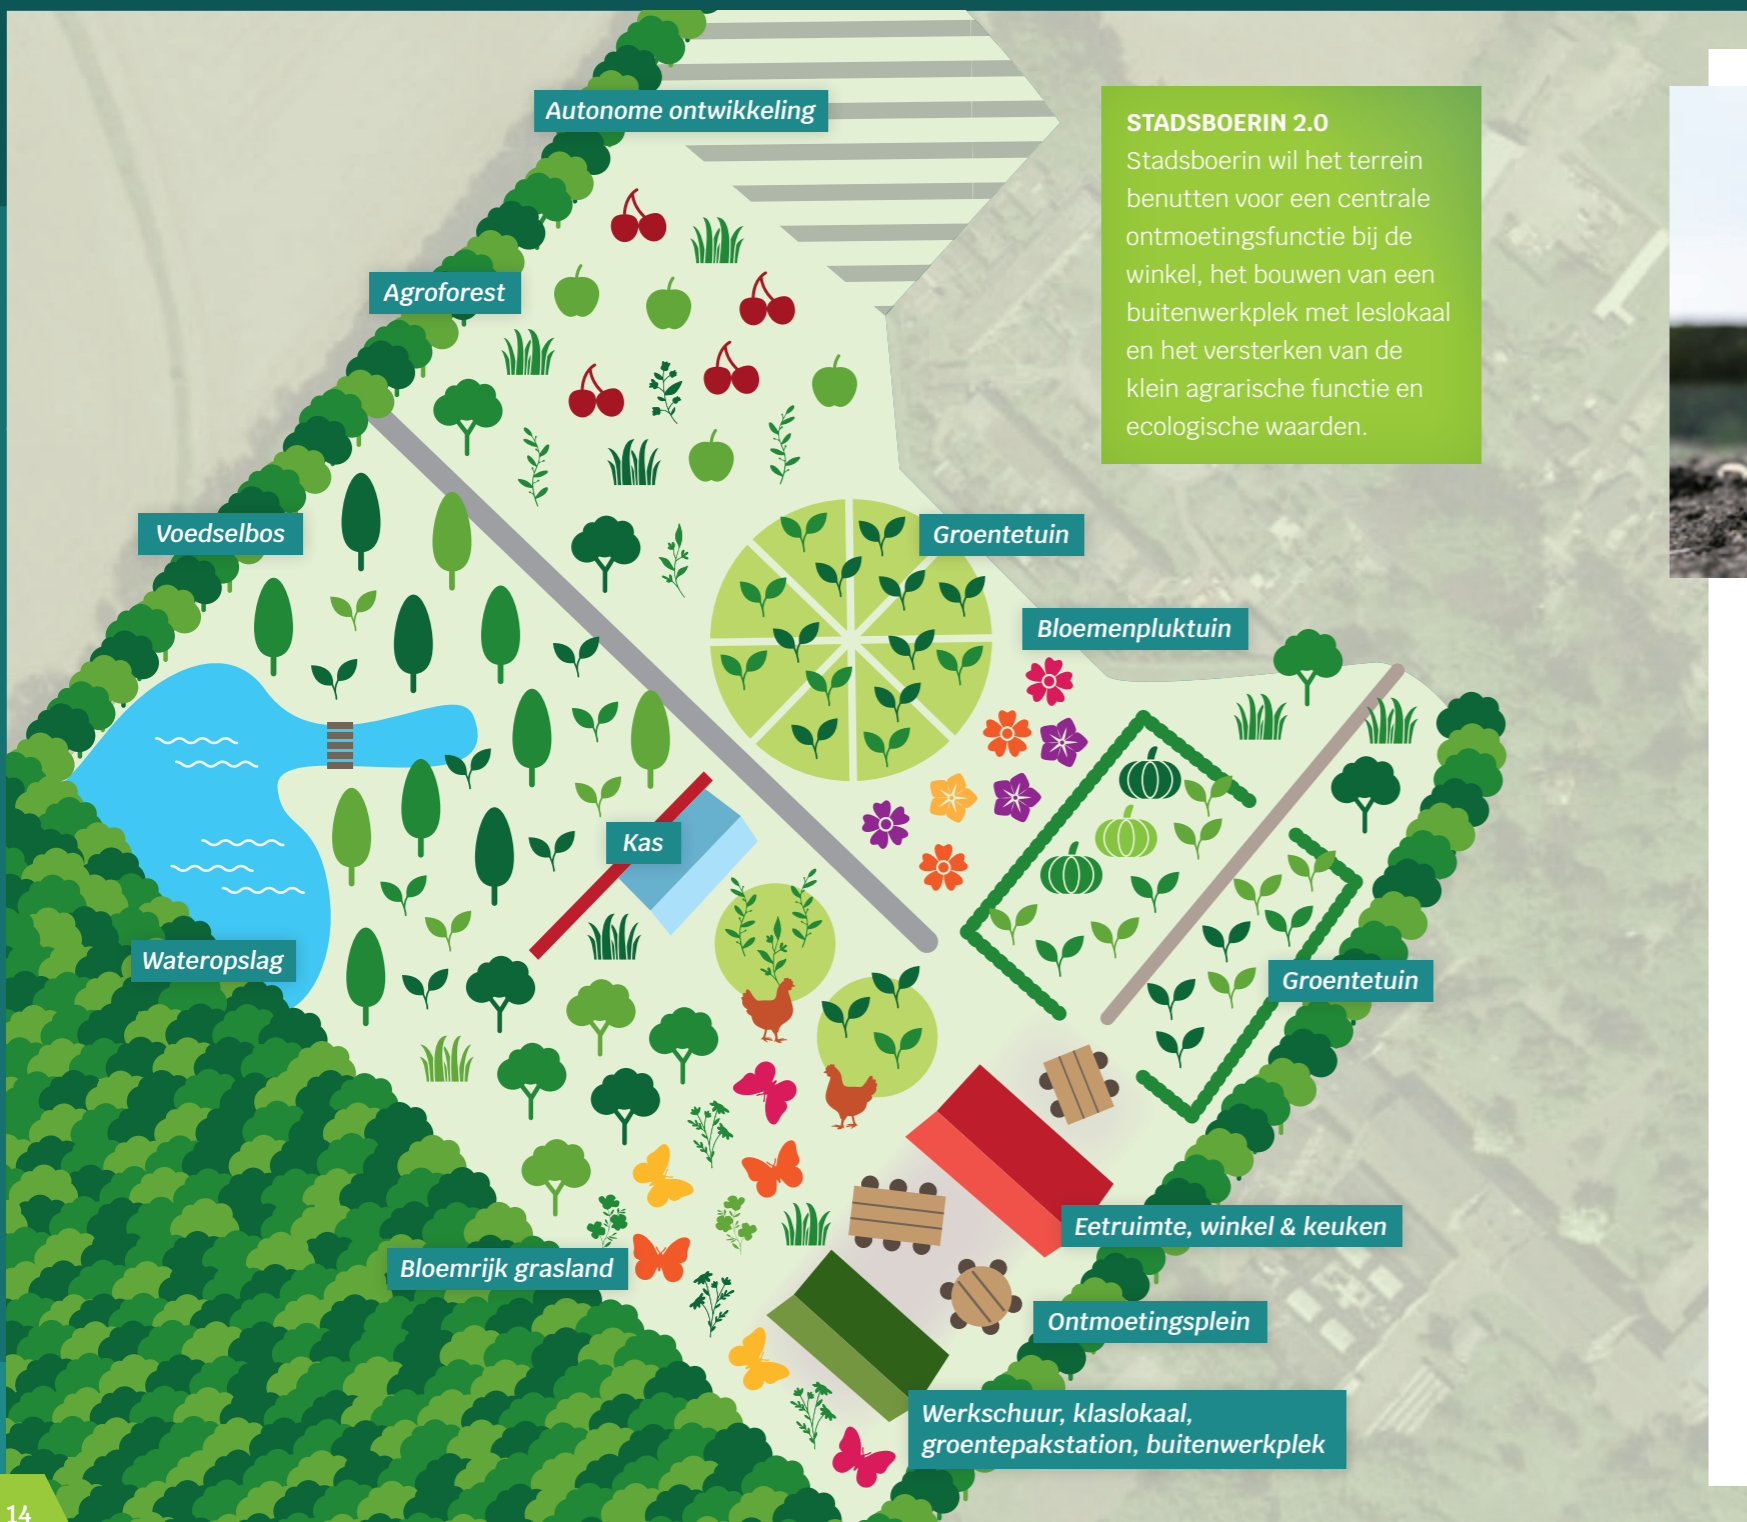 Autonome ontwikkeling
STADSBOERIN 2.0
Stadsboerin wil het terrein
benutten voor een centrale
ontmoetingsfunctie bij de
winkel, het bouwen van een
buitenwerkplek met leslokaal
en het versterken van de
klein agrarische functie en
ecologische waarden.
Agroforest
Voedselbos
Groentetuin
Bloemenpluktuin
Kas
Wateropslag
Groentetuin
Eetruimte, winkel & keuken
Bloemrijk grasland
Ontmoetingsplein
Werkschuur, klaslokaal,
groentepakstation, buitenwerkplek
14